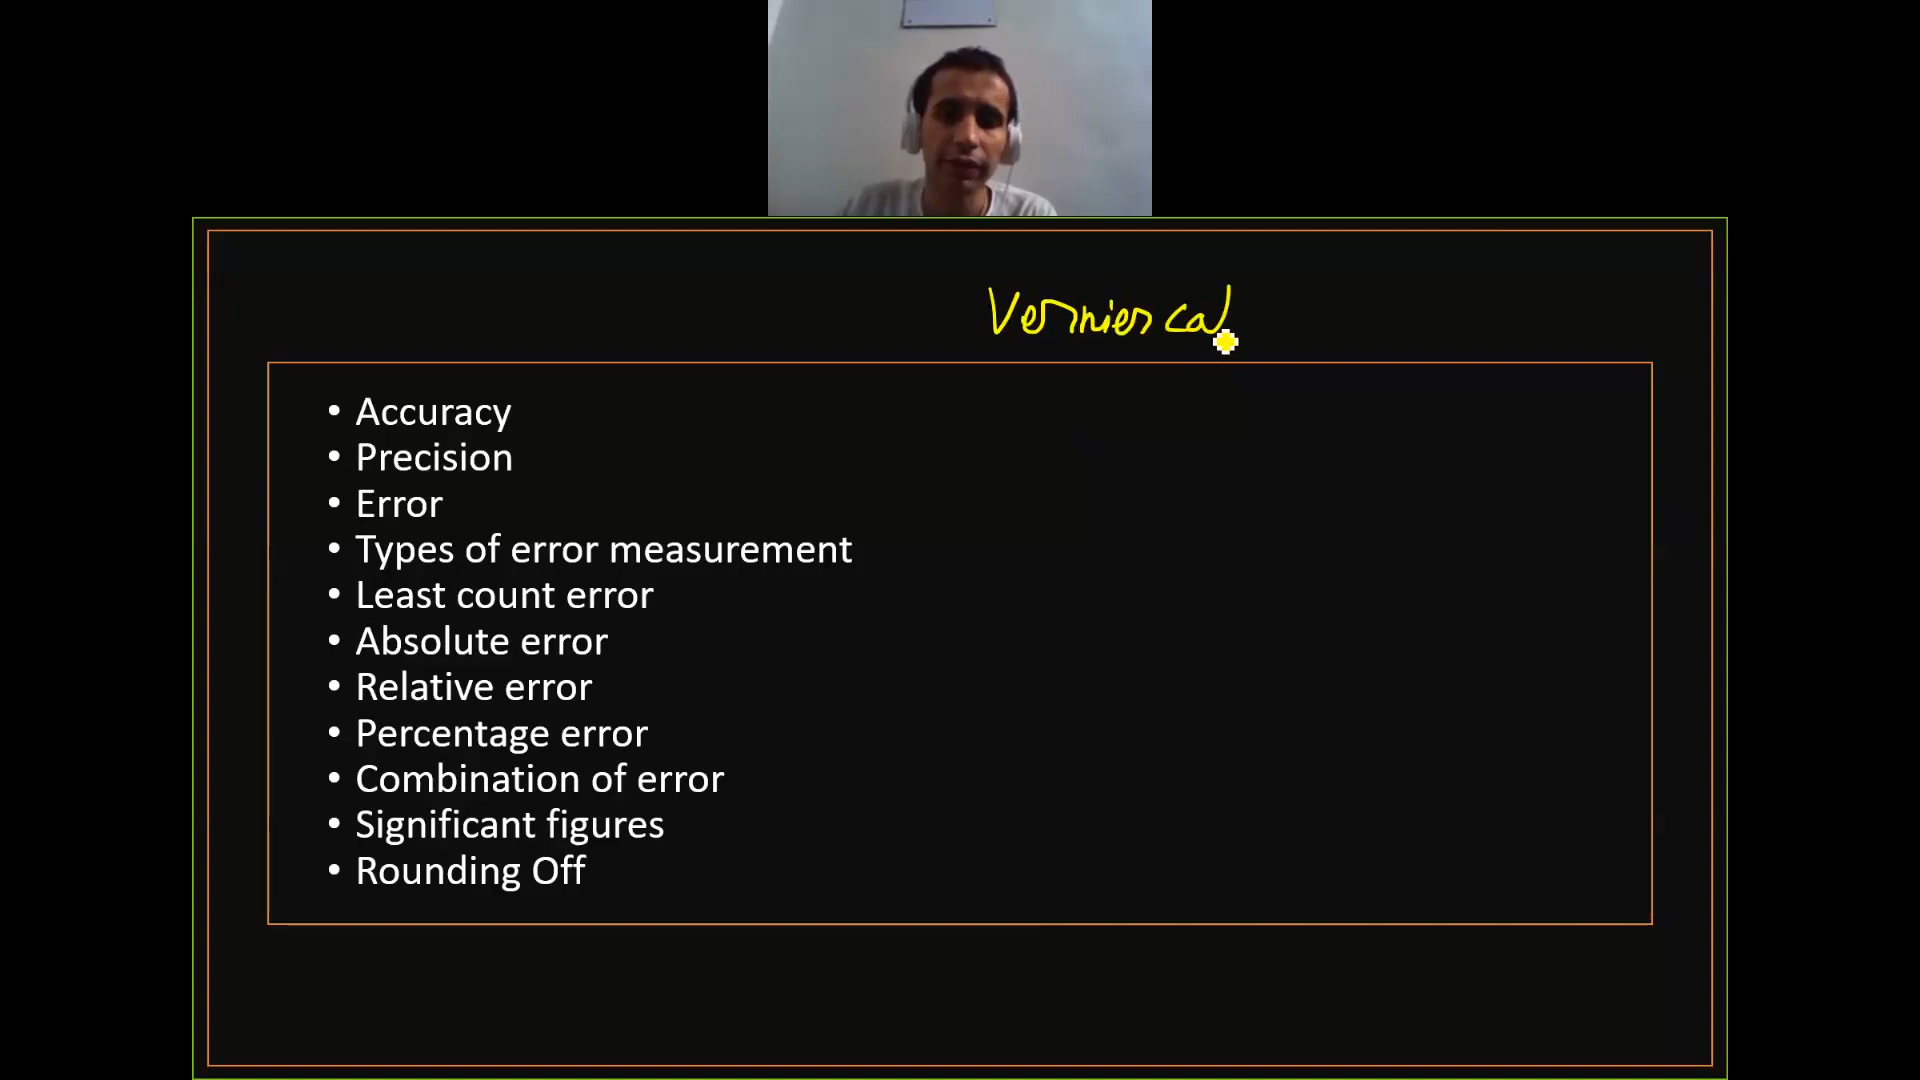 Vernier cal
• Accuracy
• Precision
• Error
• Types of error measurement
• Least count error
• Absolute error
• Relative error
• Percentage error
• Combination of error
• Significant figures
• Rounding Off